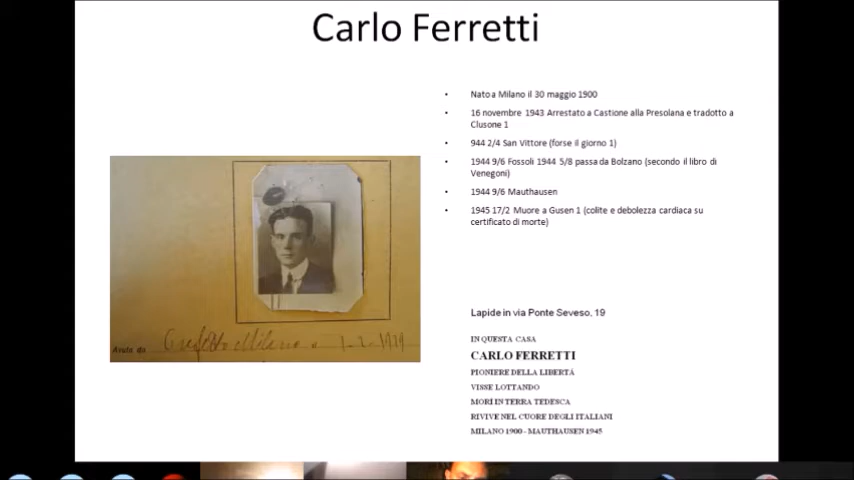 Carlo Ferretti
• Nato a Milano il 30 maggio 1900
• 16 novembre 1943 Arrestato a Castione alla Presolana e tradotto a
Clusone 1
• 944 2/4 San Vittore (forse il giorno 1)
• 1944 9/6 Fossoli 1944 5/8 passa da Bolzano (secondo il libro di
Venegoni)
• 1944 9/6 Mauthausen
• 1945 17/2 Muore a Gusen 1 (colite e debolezza cardiaca su
certificato di morte)
Avute da Milano
Lapide in via Ponte Seveso, 19
IN QUESTA CASA
CARLO FERRETTI
PIONIERE DELLA LIBERTÁ
VISSE LOTTANDO
MORÌ IN TERRA TEDESCA
RIVIVE NEL CUORE DEGLI ITALIANI
MILANO 1900 - MAUTHAUSEN 1945